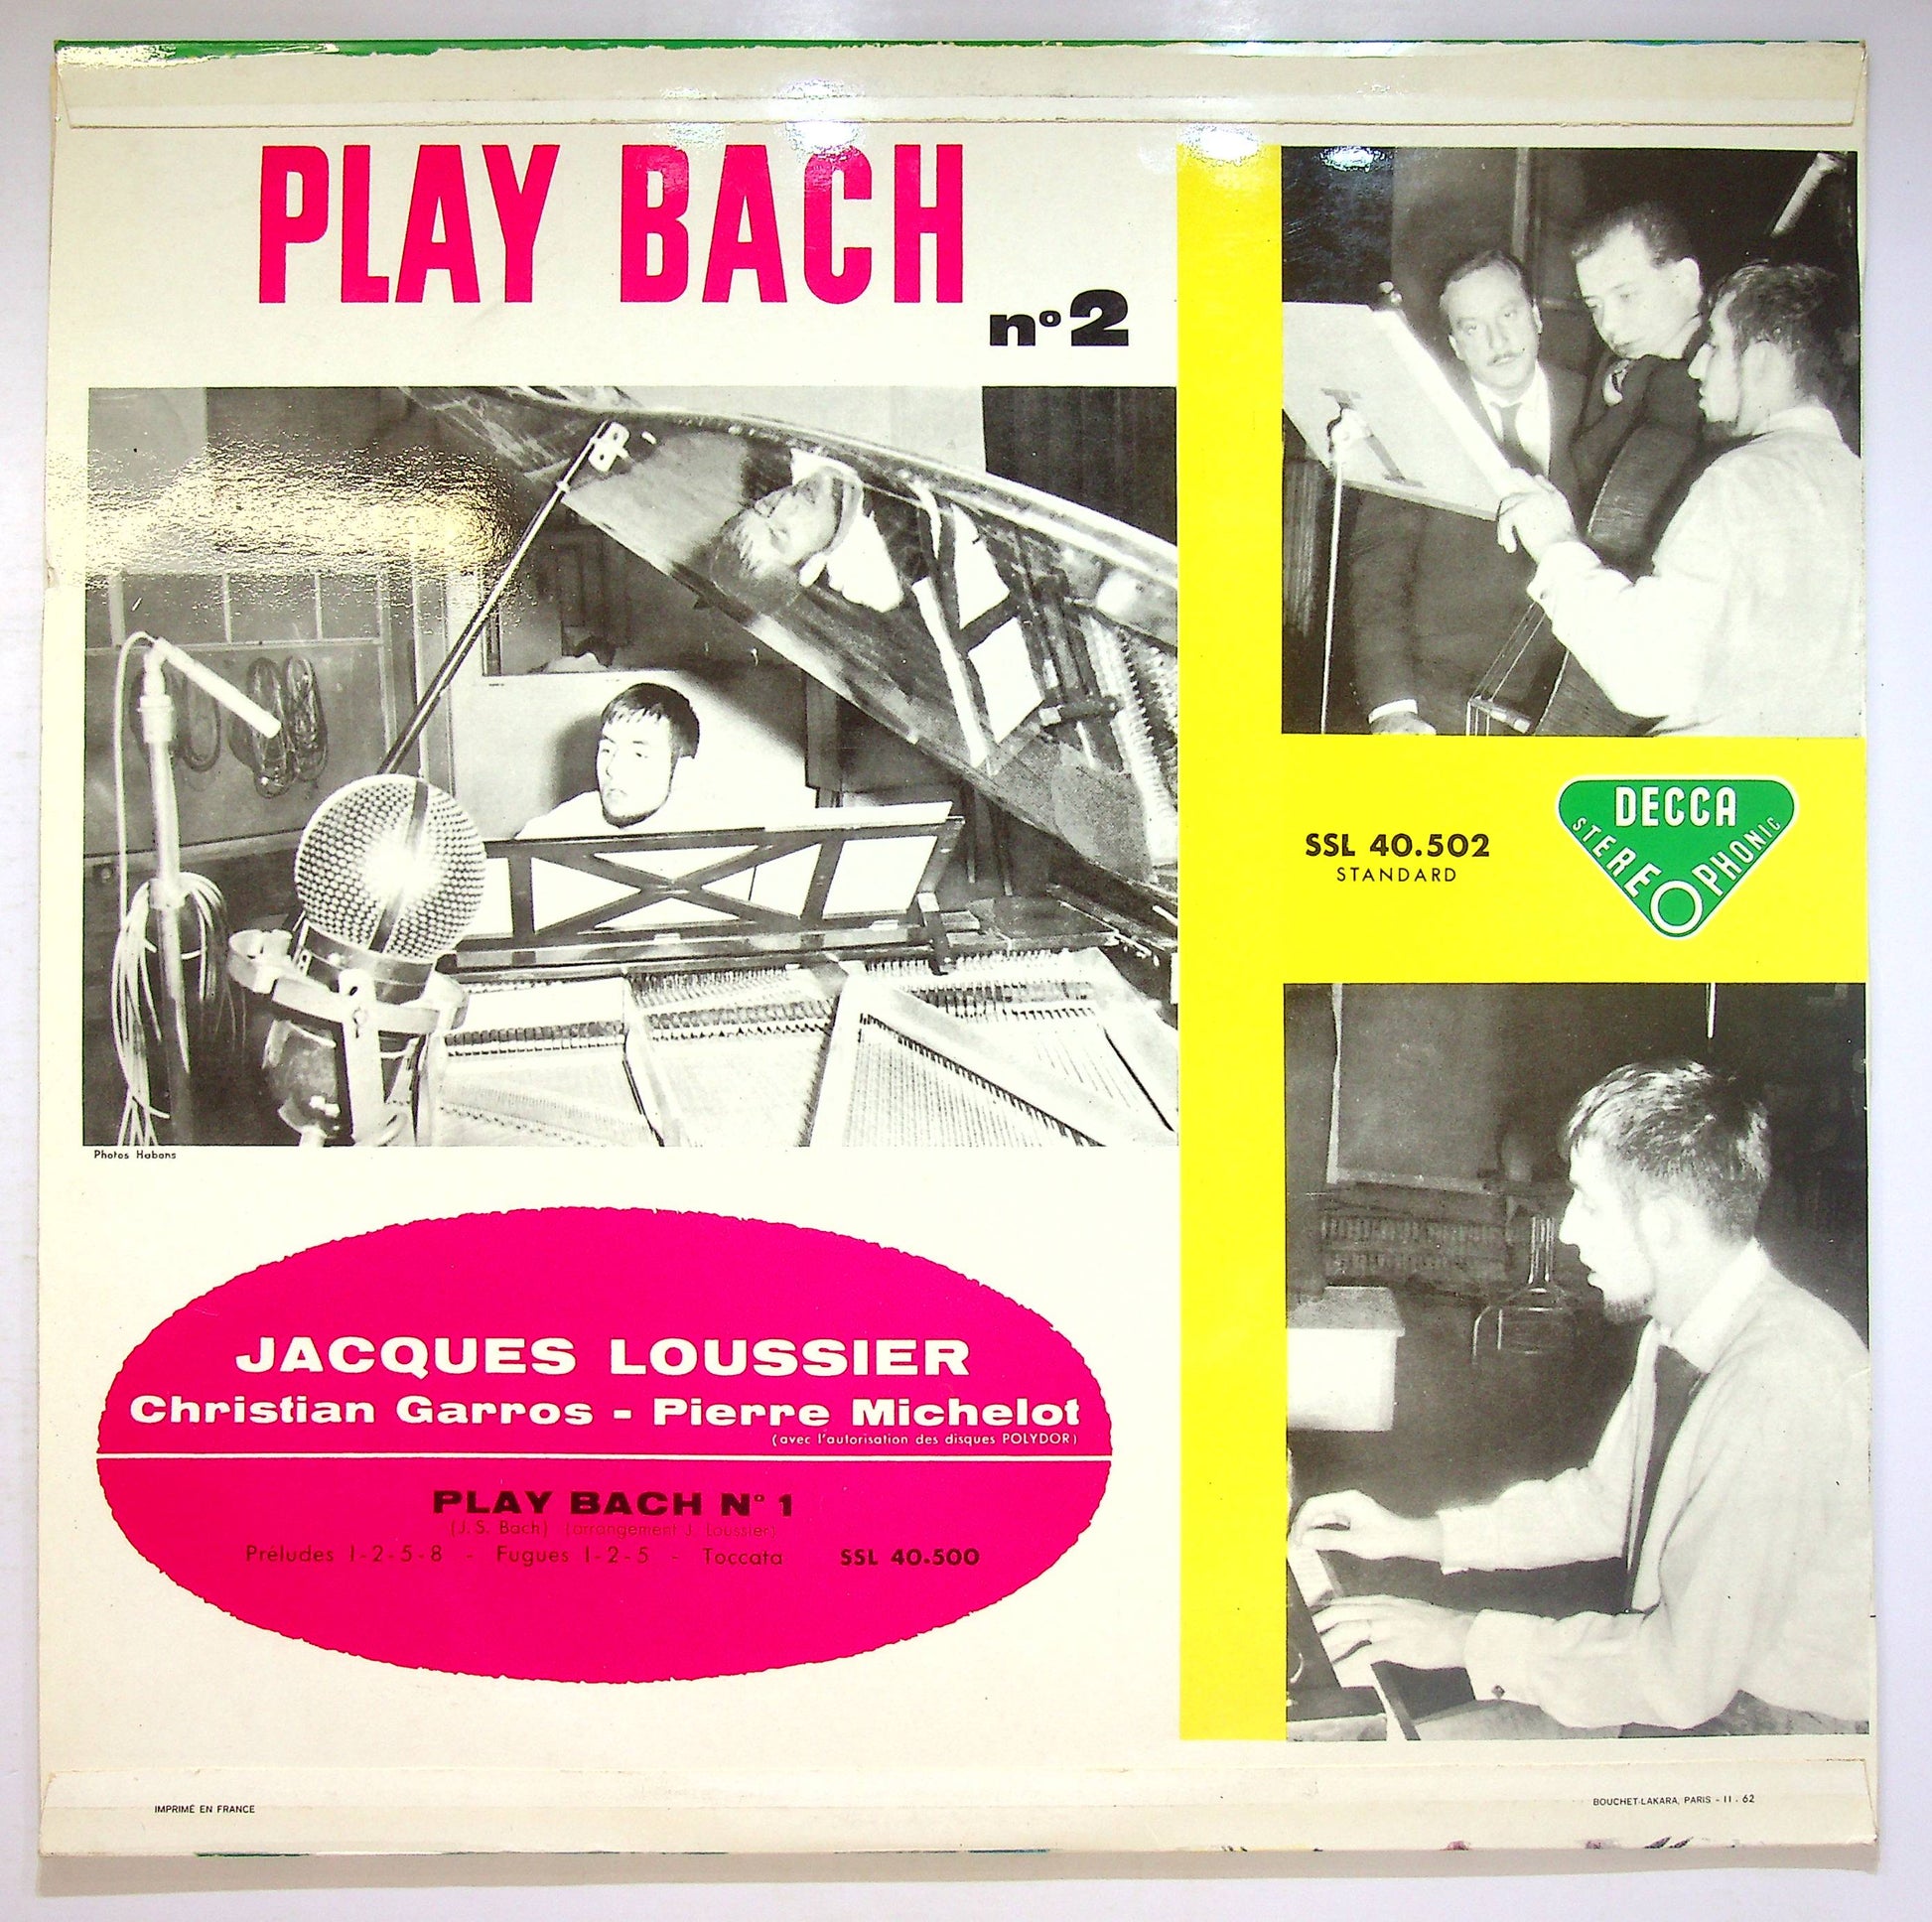 PLAY BACH
nº2
Photos Habans
SSL 40.502
STANDARD
DECCA
STEREOPHONIC
JACQUES LOUSSIER
Christian Garros - Pierre Michelot
(avec l'autorisation des disques POLYDOR)
PLAY BACH Nº 1
(J. S. Bach) (arrangement J. Loussier)
Préludes 1-2-5-8 - Fugues 1-2-5 - Toccata SSL 40.500
IMPRIMÉ EN FRANCE
BOUCHET-LAKARA, PARIS - 11 - 62